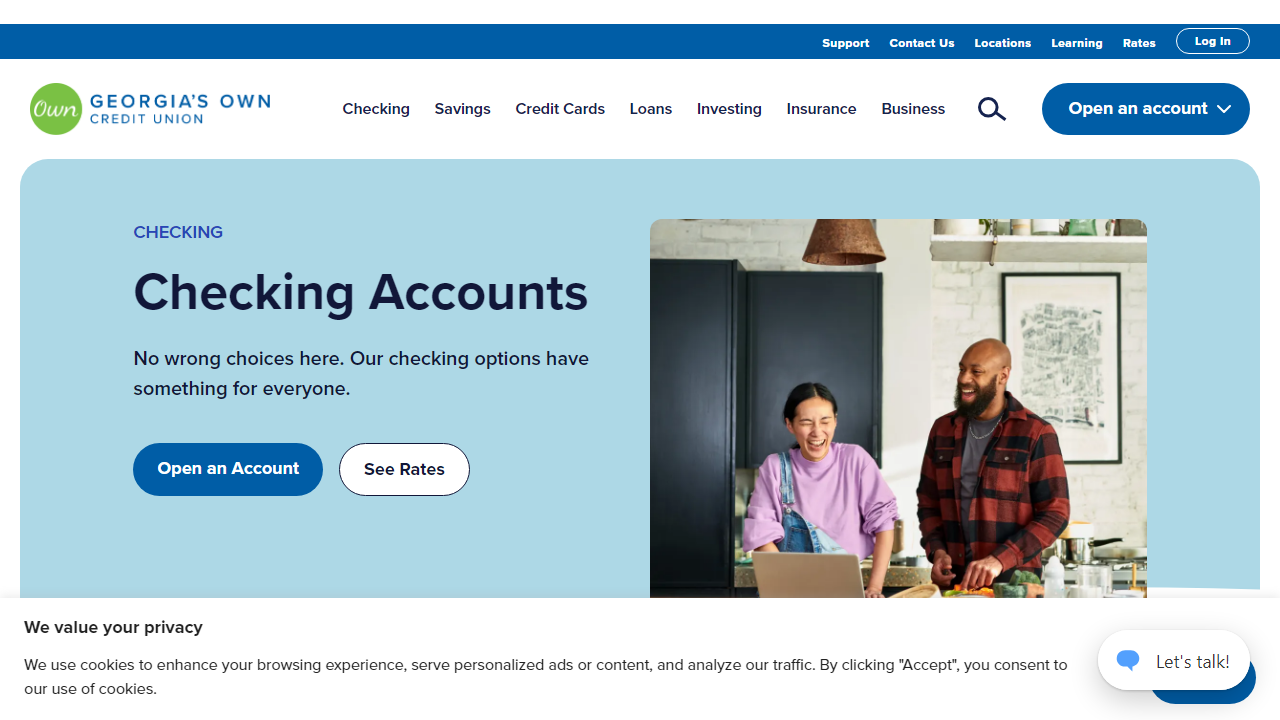 Support Contact Us Locations Learning Rates Log In
Own GEORGIA'S OWN
CREDIT UNION
Checking Savings Credit Cards Loans Investing Insurance Business Open an account
CHECKING
Checking Accounts
No wrong choices here. Our checking options have
something for everyone.
Open an Account See Rates
We value your privacy
We use cookies to enhance your browsing experience, serve personalized ads or content, and analyze our traffic. By clicking "Accept", you consent to
our use of cookies.
Let's talk!